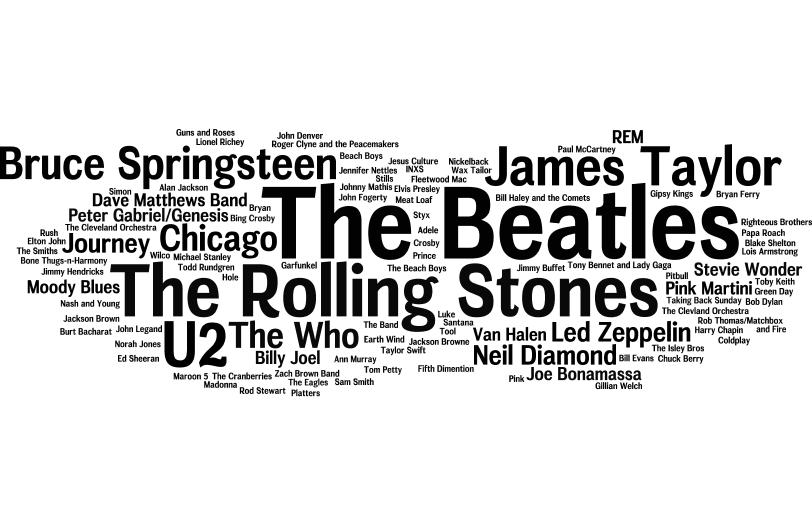 Guns and Roses
John Denver
REM
Lionel Richey
Roger Clyne and the Peacemakers
Paul McCartney
Bruce Springsteen
Beach Boys
Jesus Culture
Nickelback
James Taylor
Jennifer Nettles
INXS
Wax Tailor
Stills
Fleetwood Mac
Simon
Alan Jackson
Johnny Mathis
Elvis Presley
Gipsy Kings
Bryan Ferry
Dave Matthews Band
John Fogerty
Meat Loaf
Bill Haley and the Comets
Bryan
The Beatles
Peter Gabriel/Genesis
Bing Crosby
Styx
Righteous Brothers
The Cleveland Orchestra
Rush
Adele
Papa Roach
Elton John
Journey
Chicago
Crosby
Blake Shelton
The Smiths
Wilco
Michael Stanley
Prince
Lois Armstrong
Bone Thugs-n-Harmony
Todd Rundgren
Garfunkel
The Beach Boys
Jimmy Buffet
Tony Bennet and Lady Gaga
Jimmy Hendricks
Hole
Pitbull
Stevie Wonder
Moody Blues
The Rolling Stones
Pink Martini
Toby Keith
Green Day
Nash and Young
Taking Back Sunday
Bob Dylan
Jackson Brown
Luke
The Clevland Orchestra
Burt Bacharat
John Legand
U2
The Who
The Band
Santana
Rob Thomas/Matchbox
Tool
Van Halen
Led Zeppelin
Harry Chapin
and Fire
Norah Jones
Earth Wind
Jackson Browne
Coldplay
Ed Sheeran
Billy Joel
Ann Murray
Taylor Swift
Neil Diamond
The Isley Bros
Bill Evans
Chuck Berry
Maroon 5
The Cranberries
Zach Brown Band
Tom Petty
Fifth Dimention
Pink
Joe Bonamassa
Madonna
The Eagles
Sam Smith
Gillian Welch
Rod Stewart
Platters